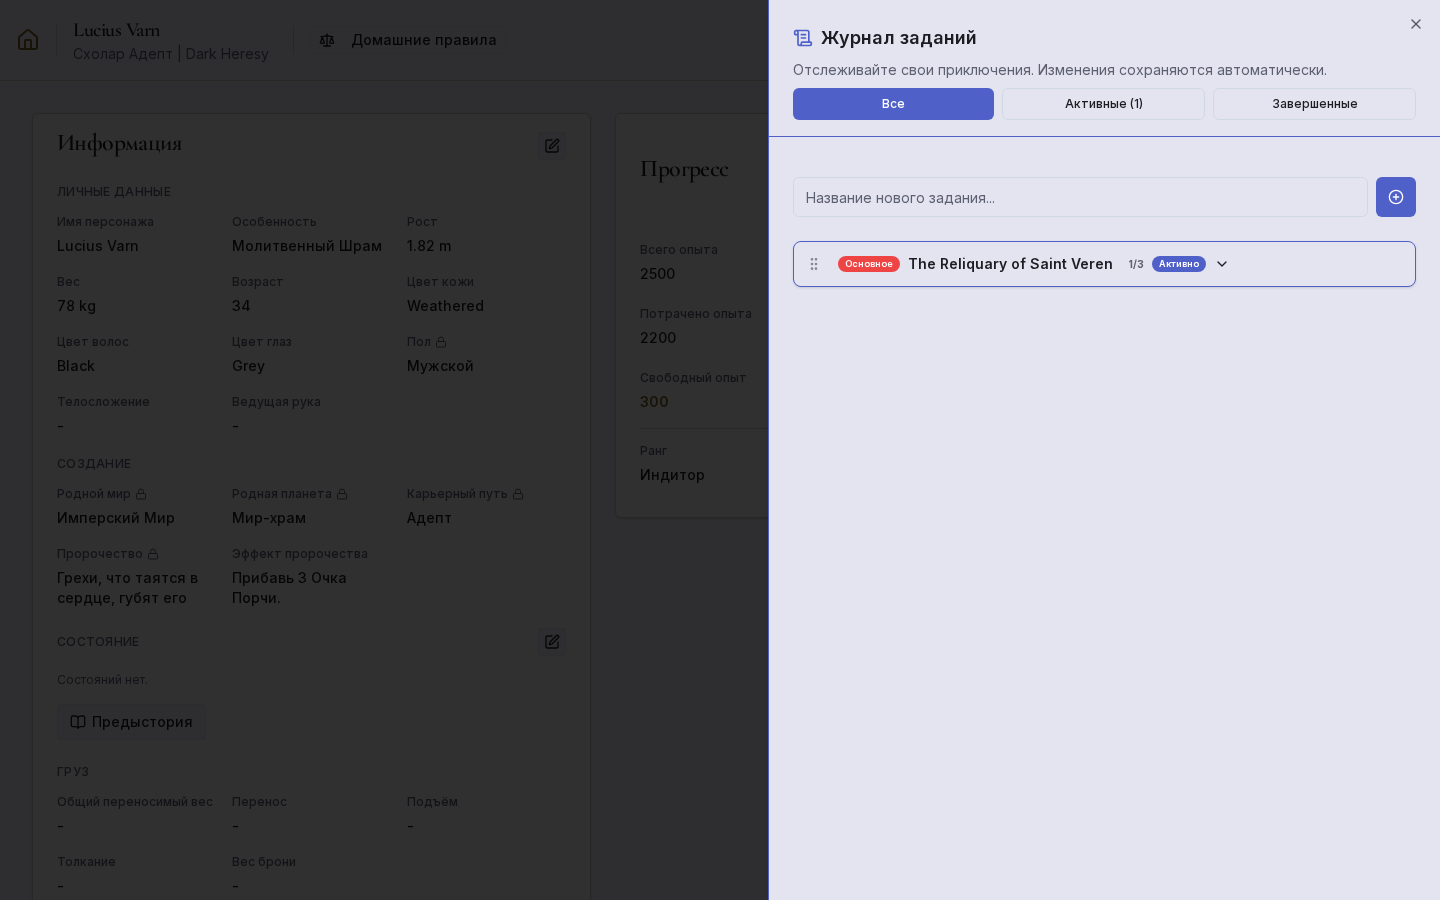 Lucius Varn
Схолар Адепт | Dark Heresy
Домашние правила
Информация
ЛИЧНЫЕ ДАННЫЕ
Имя персонажа
Lucius Varn
Особенность
Молитвенный Шрам
Рост
1.82 m
Вес
78 kg
Возраст
34
Цвет кожи
Weathered
Цвет волос
Black
Цвет глаз
Grey
Пол
Мужской
Телосложение
-
Ведущая рука
-
СОЗДАНИЕ
Родной мир
Имперский Мир
Родная планета
Мир-храм
Карьерный путь
Адепт
Пророчество
Грехи, что таятся в
сердце, губят его
Эффект пророчества
Прибавь 3 Очка
Порчи.
СОСТОЯНИЕ
Состояний нет.
Предыстория
ГРУЗ
Общий переносимый вес
-
Перенос
-
Подъём
-
Толкание
-
Вес брони
-
Прогресс
Всего опыта
2500
Потрачено опыта
2200
Свободный опыт
300
Ранг
Индитор
Журнал заданий
Отслеживайте свои приключения. Изменения сохраняются автоматически.
Все
Активные (1)
Завершенные
Название нового задания...
Основное The Reliquary of Saint Veren 1/3 Активно